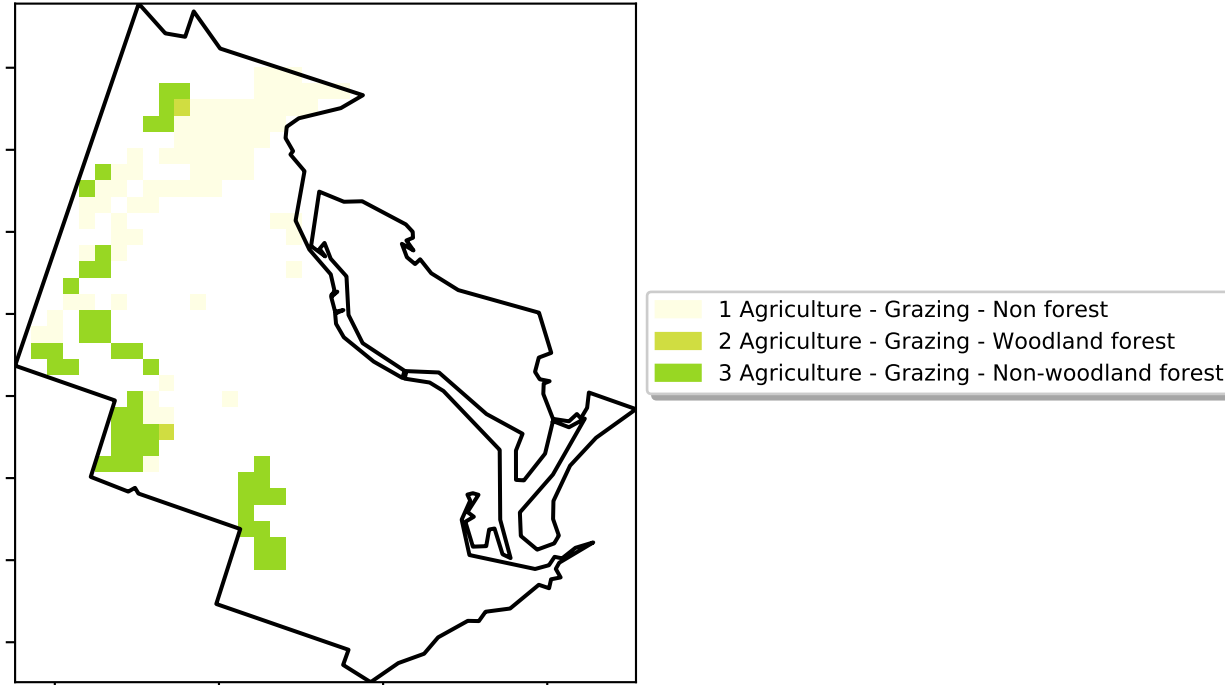 1 Agriculture - Grazing - Non forest
2 Agriculture - Grazing - Woodland forest
3 Agriculture - Grazing - Non-woodland forest